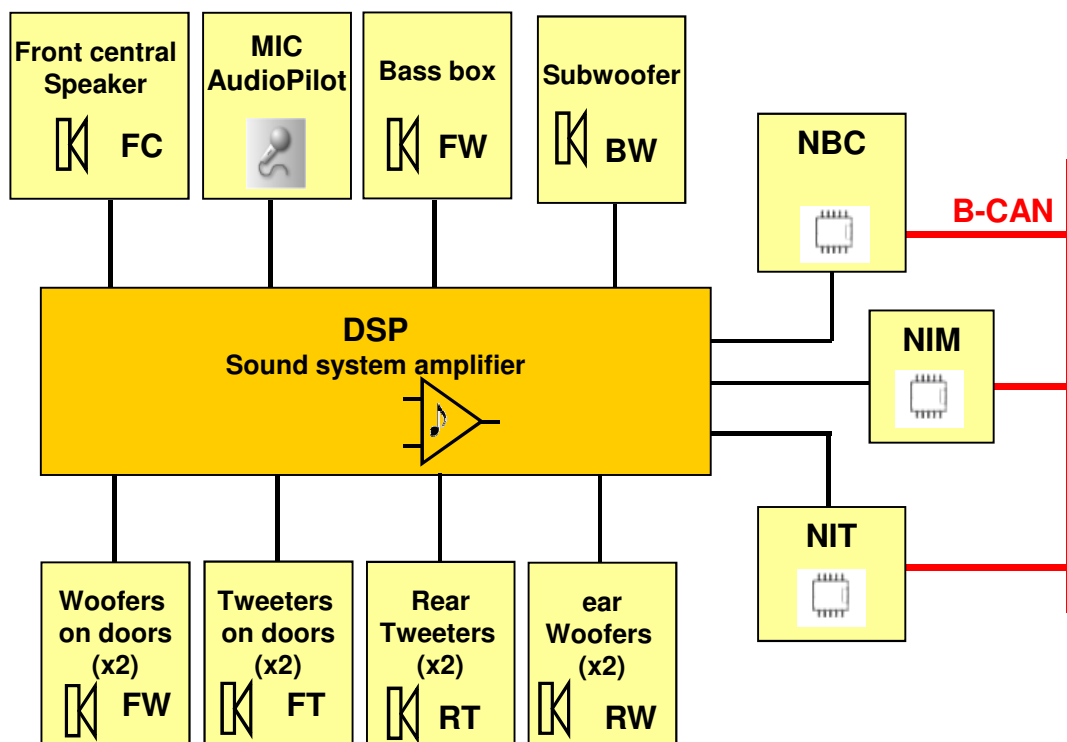 Front central
Speaker
FC
MIC
AudioPilot
Bass box
FW
Subwoofer
BW
NBC
B-CAN
DSP
Sound system amplifier
NIM
NIT
Woofers
on doors
(x2)
FW
Tweeters
on doors
(x2)
FT
Rear
Tweeters
(x2)
RT
ear
Woofers
(x2)
RW